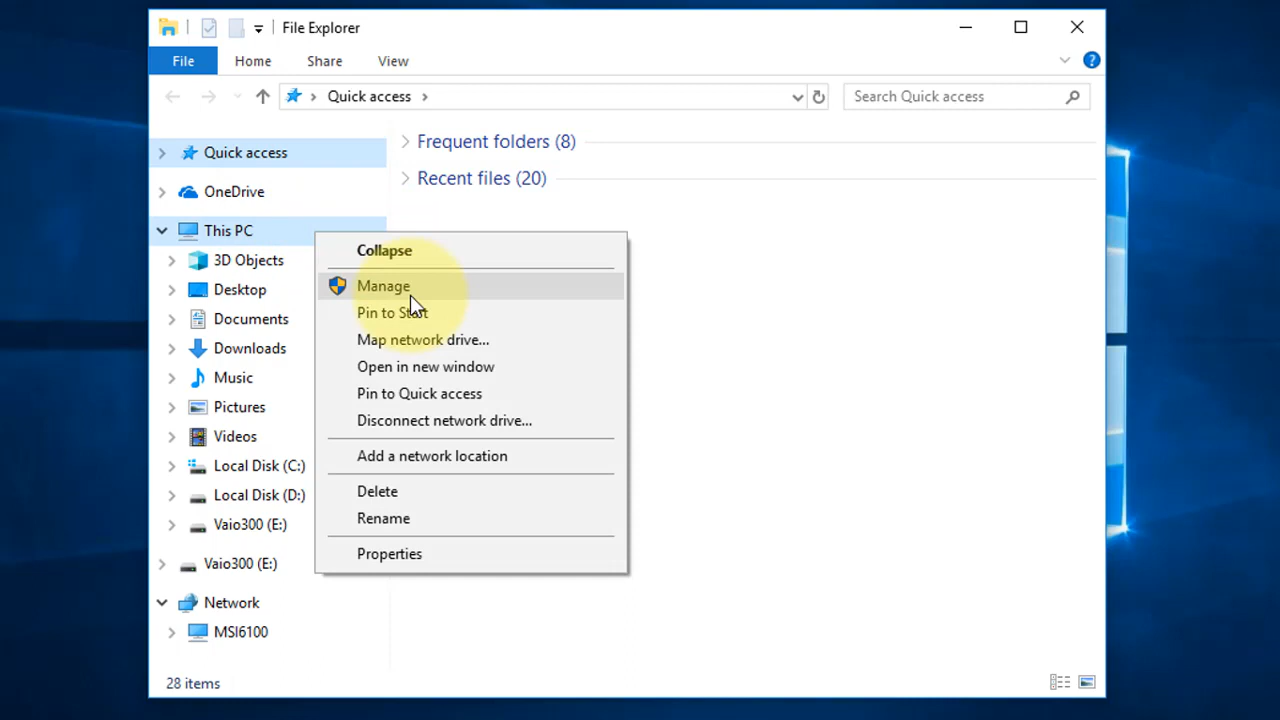 File Explorer
File
Home
Share
View
Quick access
Search Quick access
Quick access
OneDrive
This PC
3D Objects
Desktop
Documents
Downloads
Music
Pictures
Videos
Local Disk (C:)
Local Disk (D:)
Vaio300 (E:)
Vaio300 (E:)
Network
MSI6100
Frequent folders (8)
Recent files (20)
Collapse
Manage
Pin to Start
Map network drive...
Open in new window
Pin to Quick access
Disconnect network drive...
Add a network location
Delete
Rename
Properties
28 items